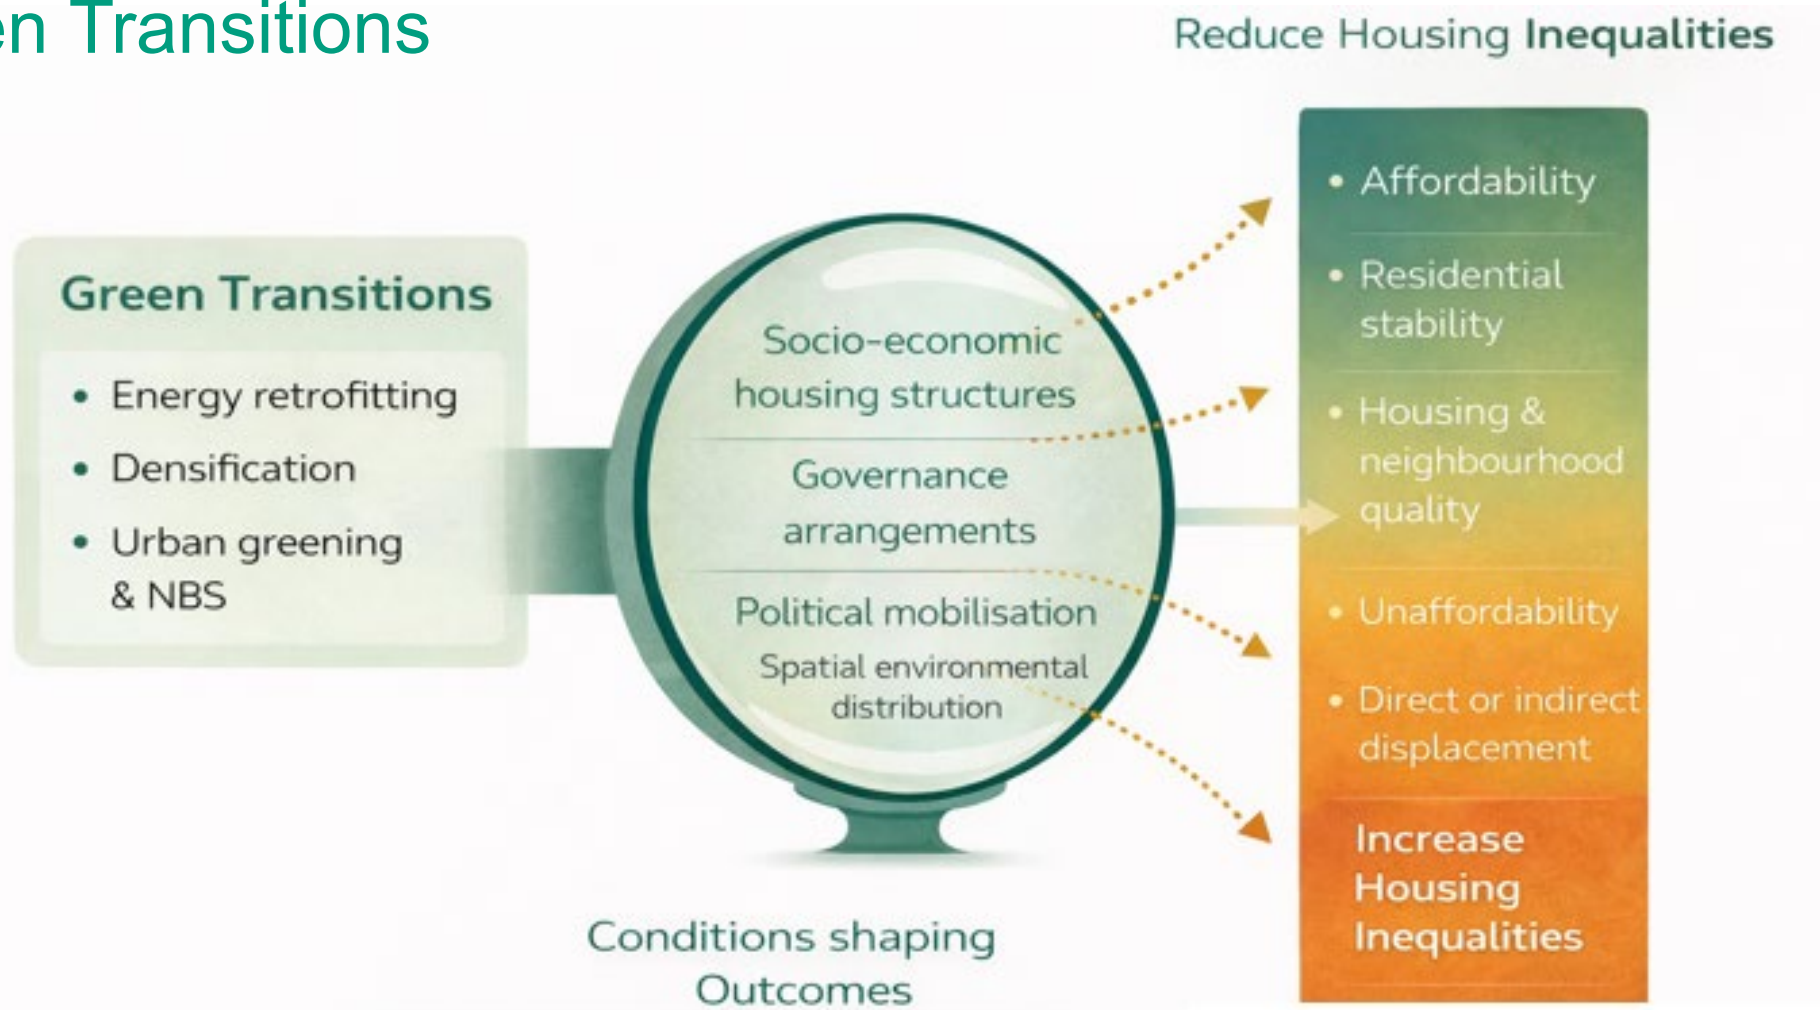 en Transitions
Reduce Housing Inequalities
Green Transitions
• Energy retrofitting
• Densification
• Urban greening
& NBS
Socio-economic
housing structures
Governance
arrangements
Political mobilisation
Spatial environmental
distribution
Conditions shaping
Outcomes
• Affordability
• Residential
stability
• Housing &
neighbourhood
quality
• Unaffordability
• Direct or indirect
displacement
Increase
Housing
Inequalities